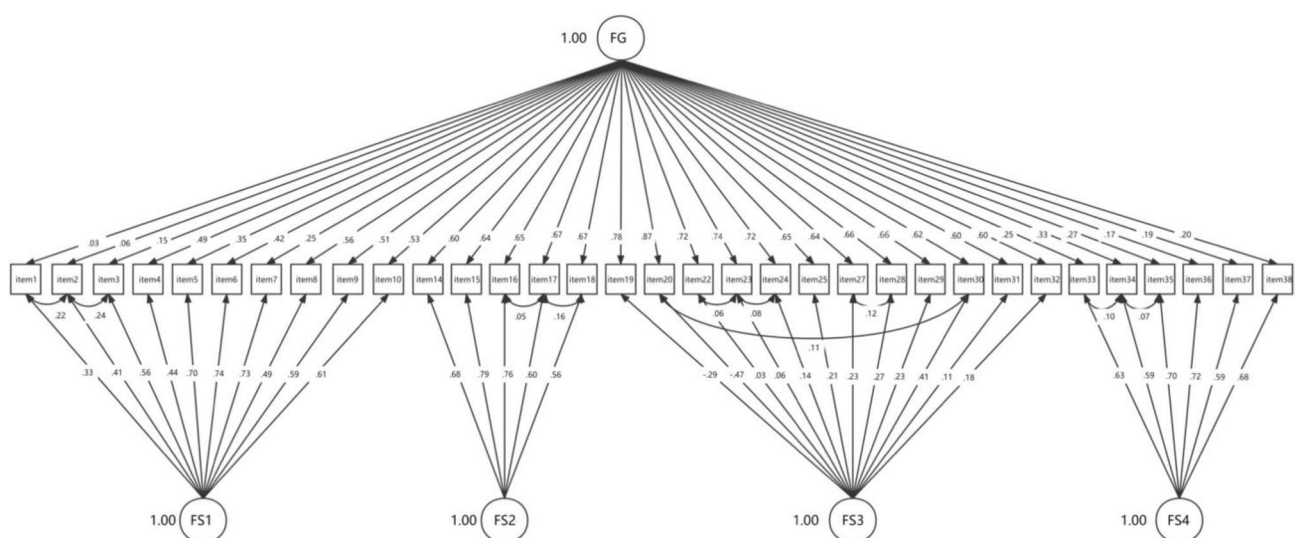 1.00 FG
.03 .06 .15 .49 .35 .42 .25 .56 .51 .53 .60 .64 .65 .67 .67 .78 .87 .72 .74 .72 .65 .64 .66 .66 .62 .60 .60 .25 .33 .27 .17 .19 .20
item1 item2 item3 item4 item5 item6 item7 item8 item9 item10 item14 item15 item16 item17 item18 item19 item20 item22 item23 item24 item25 item27 item28 item29 item30 item31 item32 item33 item34 item35 item36 item37 item38
.22 .24 .05 .16 .06 .08 .12 .10 .07
.11
.33 .41 .56 .44 .70 .74 .73 .49 .59 .61 .68 .79 .76 .60 .56 -.29 -.47 .03 .06 .14 .21 .23 .27 .23 .41 .11 .18 .63 .59 .70 .72 .59 .68
1.00 FS1 1.00 FS2 1.00 FS3 1.00 FS4